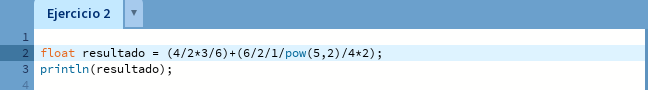 Ejercicio 2 ▼
1
2 float resultado = (4/2*3/6)+(6/2/1/pow(5,2)/4*2);
3 println(resultado);
4